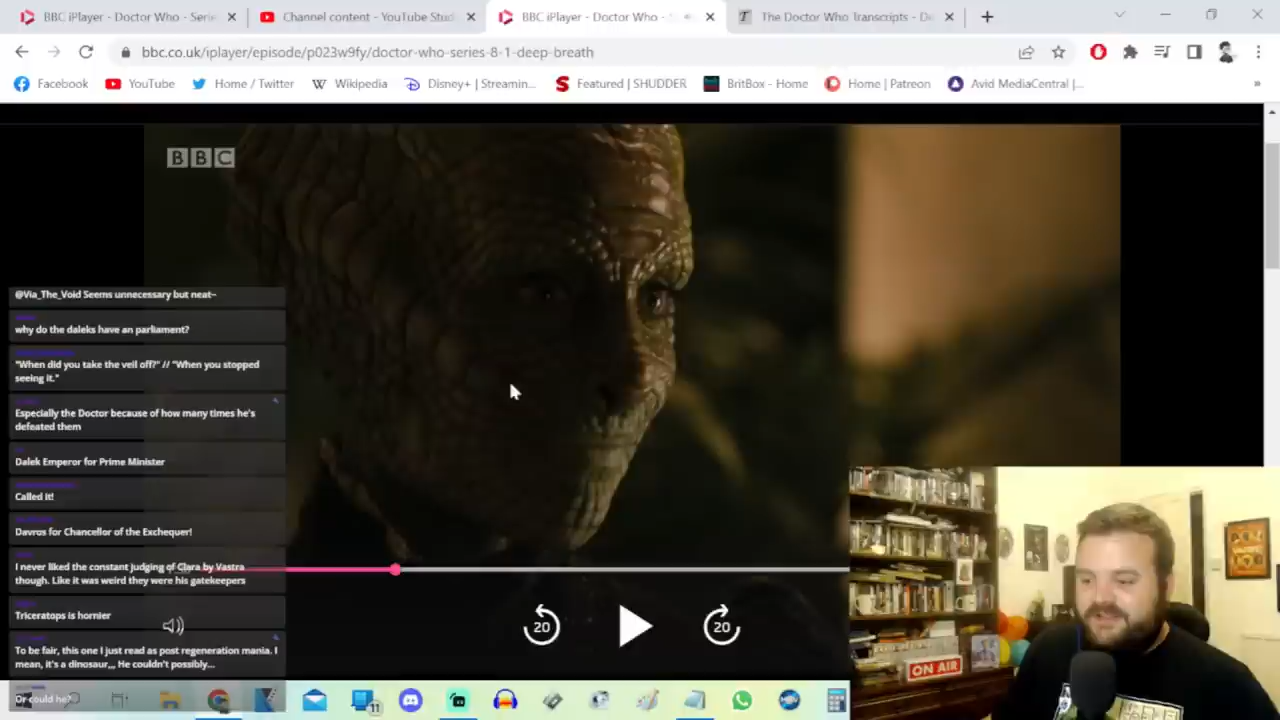 BBC iPlayer - Doctor Who - Serie
Channel content - YouTube Stud
BBC iPlayer - Doctor Who -
The Doctor Who Transcripts - De
bbc.co.uk/iplayer/episode/p023w9fy/doctor-who-series-8-1-deep-breath
Facebook
YouTube
Home / Twitter
Wikipedia
Disney+ | Streamin...
Featured | SHUDDER
BritBox - Home
Home | Patreon
Avid MediaCentral |...
BBC
@Via_The_Void Seems unnecessary but neat~
why do the daleks have an parliament?
"When did you take the veil off?" // "When you stopped
seeing it."
Especially the Doctor because of how many times he's
defeated them
Dalek Emperor for Prime Minister
Called it!
Davros for Chancellor of the Exchequer!
I never liked the constant judging of Clara by Vastra
though. Like it was weird they were his gatekeepers
Triceratops is hornier
To be fair, this one I just read as post regeneration mania. I
mean, it's a dinosaur,,, He couldn't possibly...
Or could he?
20
20
ON AIR
11